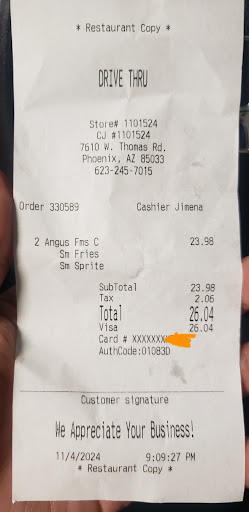 * Restaurant Copy *
DRIVE THRU
Store# 1101524
CJ #1101524
7610 W. Thomas Rd.
Phoenix, AZ 85033
623-245-7015
Order 330589 Cashier Jimena
2 Angus Fms C 23.98
Sm Fries
Sm Sprite
SubTotal 23.98
Tax 2.06
Total 26.04
Visa 26.04
Card # XXXXXXX
AuthCode:01083D
Customer signature
We Appreciate Your Business!
11/4/2024 9:09:27 PM
* Restaurant Copy *